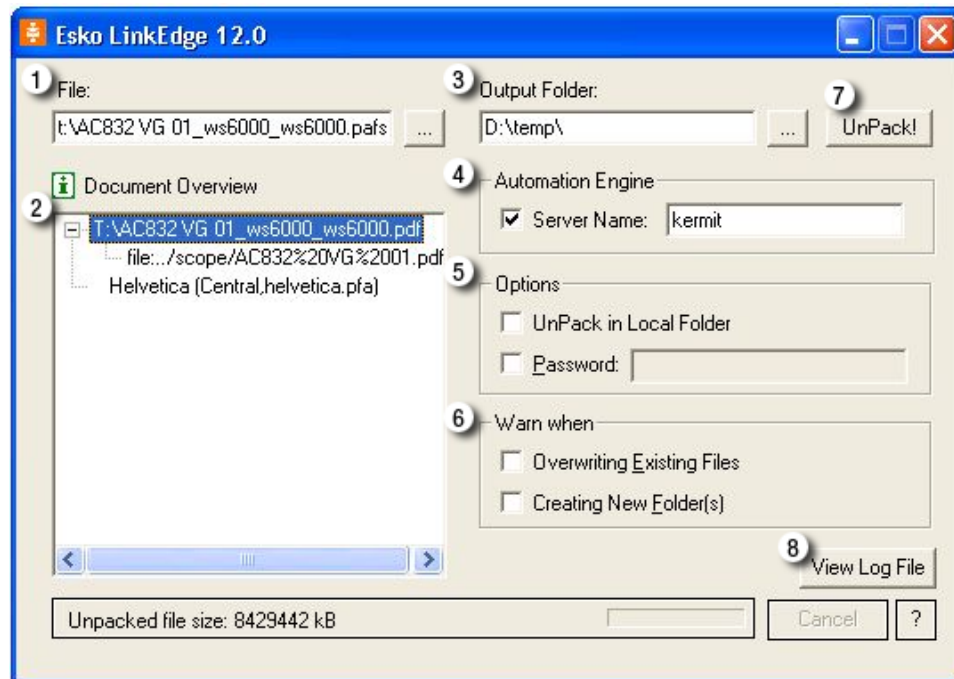 Esko LinkEdge 12.0
1
File:
t:\AC832 VG 01_ws6000_ws6000.pafs
...
3
Output Folder:
D:\temp\
...
7
UnPack!
Document Overview
2
T:\AC832 VG 01_ws6000_ws6000.pdf
file:../scope/AC832%20VG%2001.pdf
Helvetica (Central,helvetica.pfa)
4
Automation Engine
Server Name:
kermit
5
Options
UnPack in Local Folder
Password:
6
Warn when
Overwriting Existing Files
Creating New Folder(s)
8
View Log File
Unpacked file size: 8429442 kB
Cancel
?